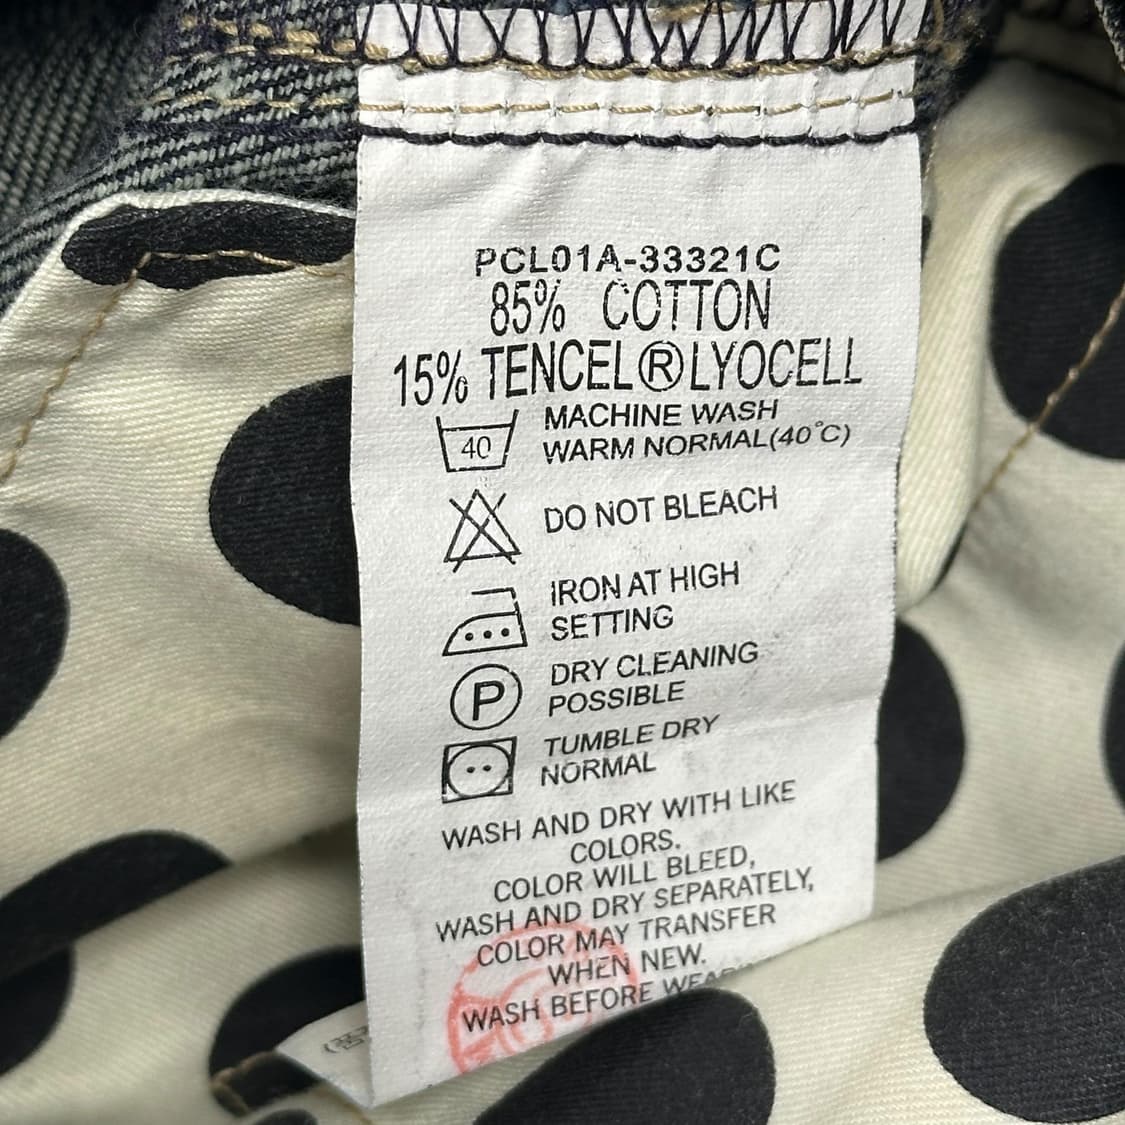 PCL01A-33321C
85% COTTON
15% TENCEL®LYOCELL
40
MACHINE WASH
WARM NORMAL(40°C)
DO NOT BLEACH
IRON AT HIGH
SETTING
P
DRY CLEANING
POSSIBLE
TUMBLE DRY
NORMAL
WASH AND DRY WITH LIKE
COLORS.
COLOR WILL BLEED,
WASH AND DRY SEPARATELY,
COLOR MAY TRANSFER
WHEN NEW.
WASH BEFORE WEAR